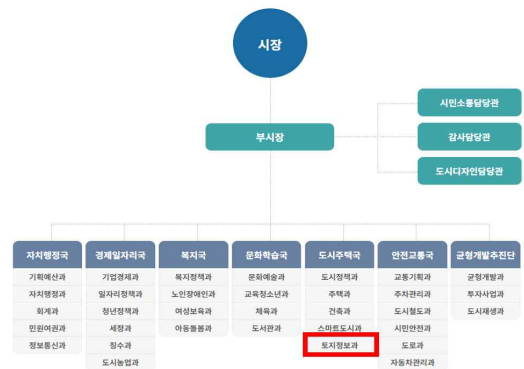 시장
시민소통담당관
부시장
감사담당관
도시디자인담당관
자치행정국 경제일자리국 복지국 문화학습국 도시주택국 안전교통국 균형개발추진단
기획예산과 기업경제과 복지정책과 문화예술과 도시정책과 교통기획과 균형개발과
자치행정과 일자리정책과 노인장애인과 교육청소년과 주택과 주차관리과 투자사업과
회계과 청년정책과 여성보육과 체육과 건축과 도시철도과 도시재생과
민원여권과 세정과 아동돌봄과 도서관과 스마트도시과 시민안전과
정보통신과 징수과 토지정보과 도로과
도시농업과 자동차관리과